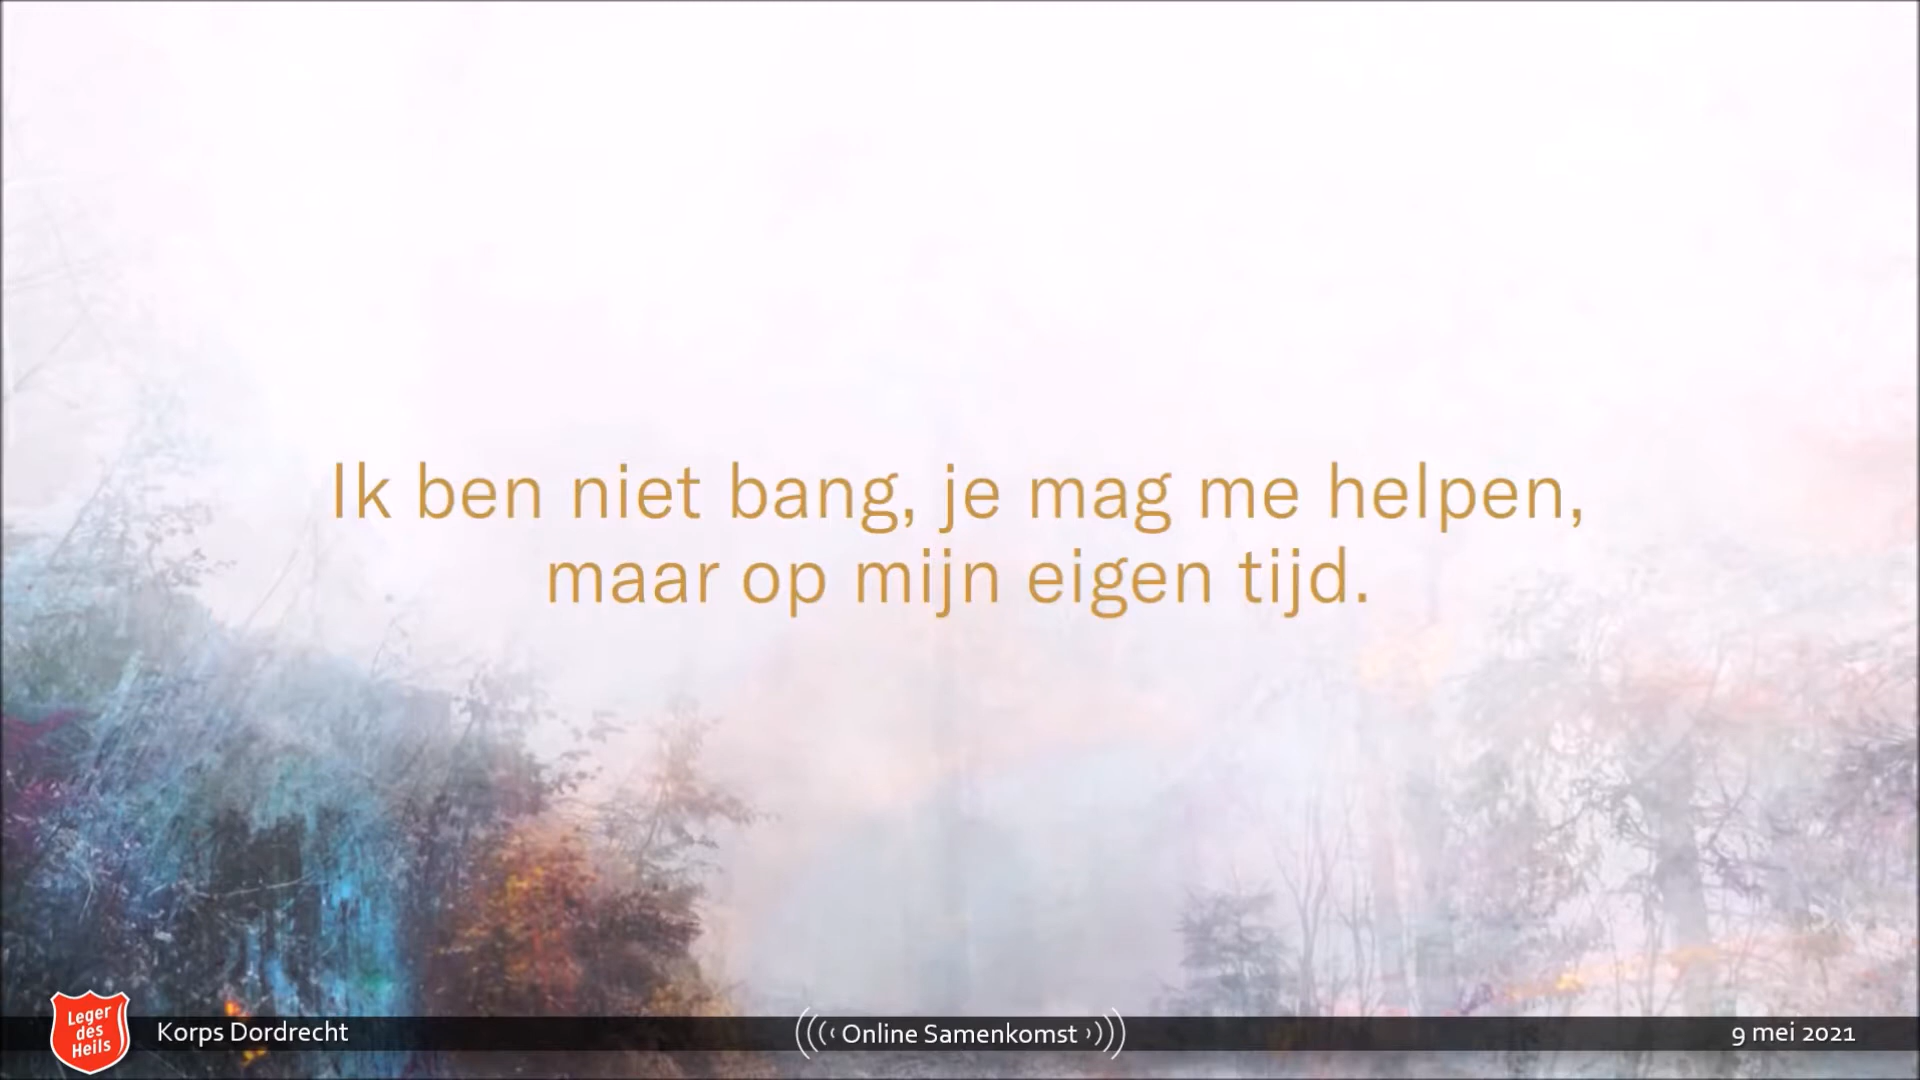 Ik ben niet bang, je mag me helpen,
maar op mijn eigen tijd.
Leger
des
Heils
Korps Dordrecht
Online Samenkomst
9 mei 2021